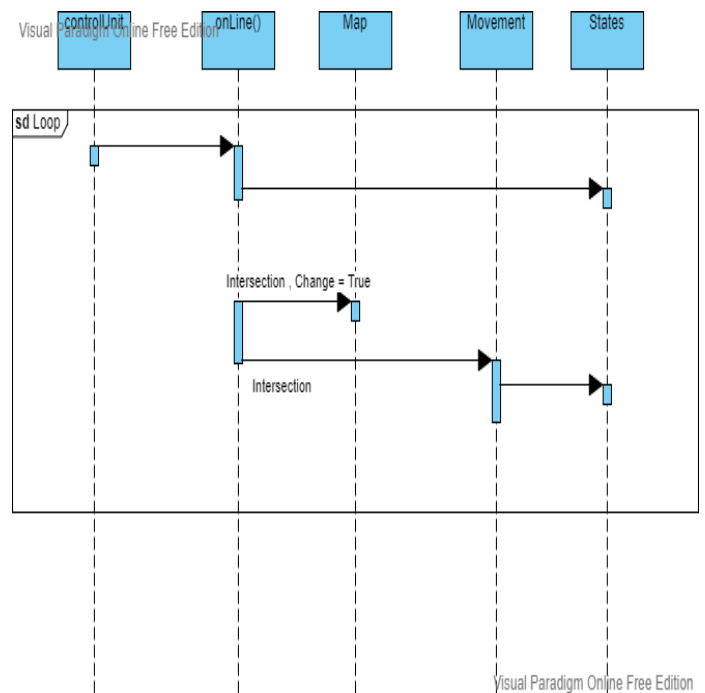 controlUnit
onLine()
Map
Movement
States
Visual Paradigm Online Free Edition
sd Loop
Intersection , Change = True
Intersection
Visual Paradigm Online Free Edition